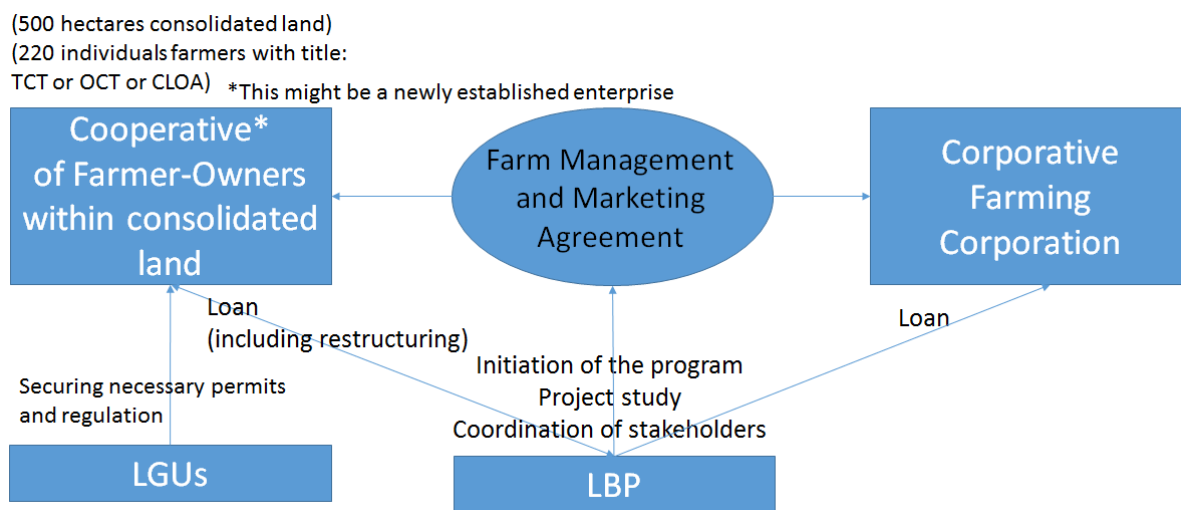 (500 hectares consolidated land)
(220 individuals farmers with title:
TCT or OCT or CLOA)
*This might be a newly established enterprise
Cooperative*
of Farmer-Owners
within consolidated
land
Farm Management
and Marketing
Agreement
Corporative
Farming
Corporation
Loan
(including restructuring)
Loan
Initiation of the program
Project study
Coordination of stakeholders
Securing necessary permits
and regulation
LGUs
LBP